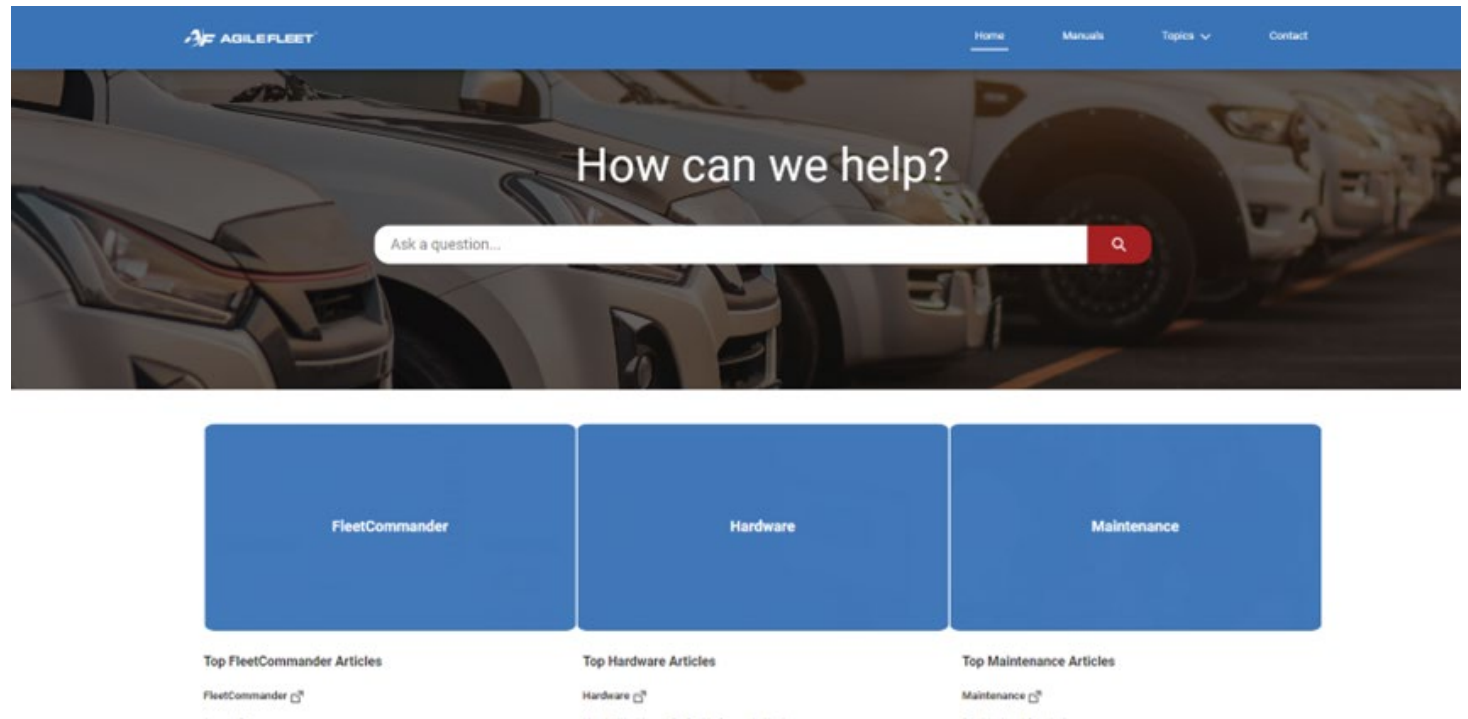 AGILEFLEET
Home Manuals Topics Contact
How can we help?
Ask a question...
FleetCommander Hardware Maintenance
Top FleetCommander Articles Top Hardware Articles Top Maintenance Articles
FleetCommander Hardware Maintenance